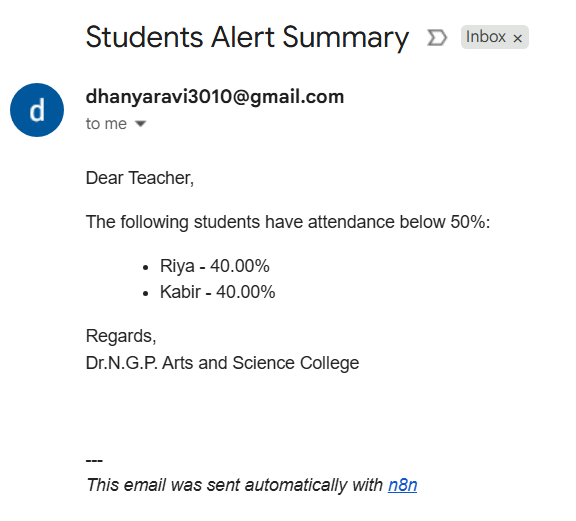 Students Alert Summary Inbox ×
d
dhanyaravi3010@gmail.com
to me
Dear Teacher,
The following students have attendance below 50%:
• Riya - 40.00%
• Kabir - 40.00%
Regards,
Dr.N.G.P. Arts and Science College
---
This email was sent automatically with n8n